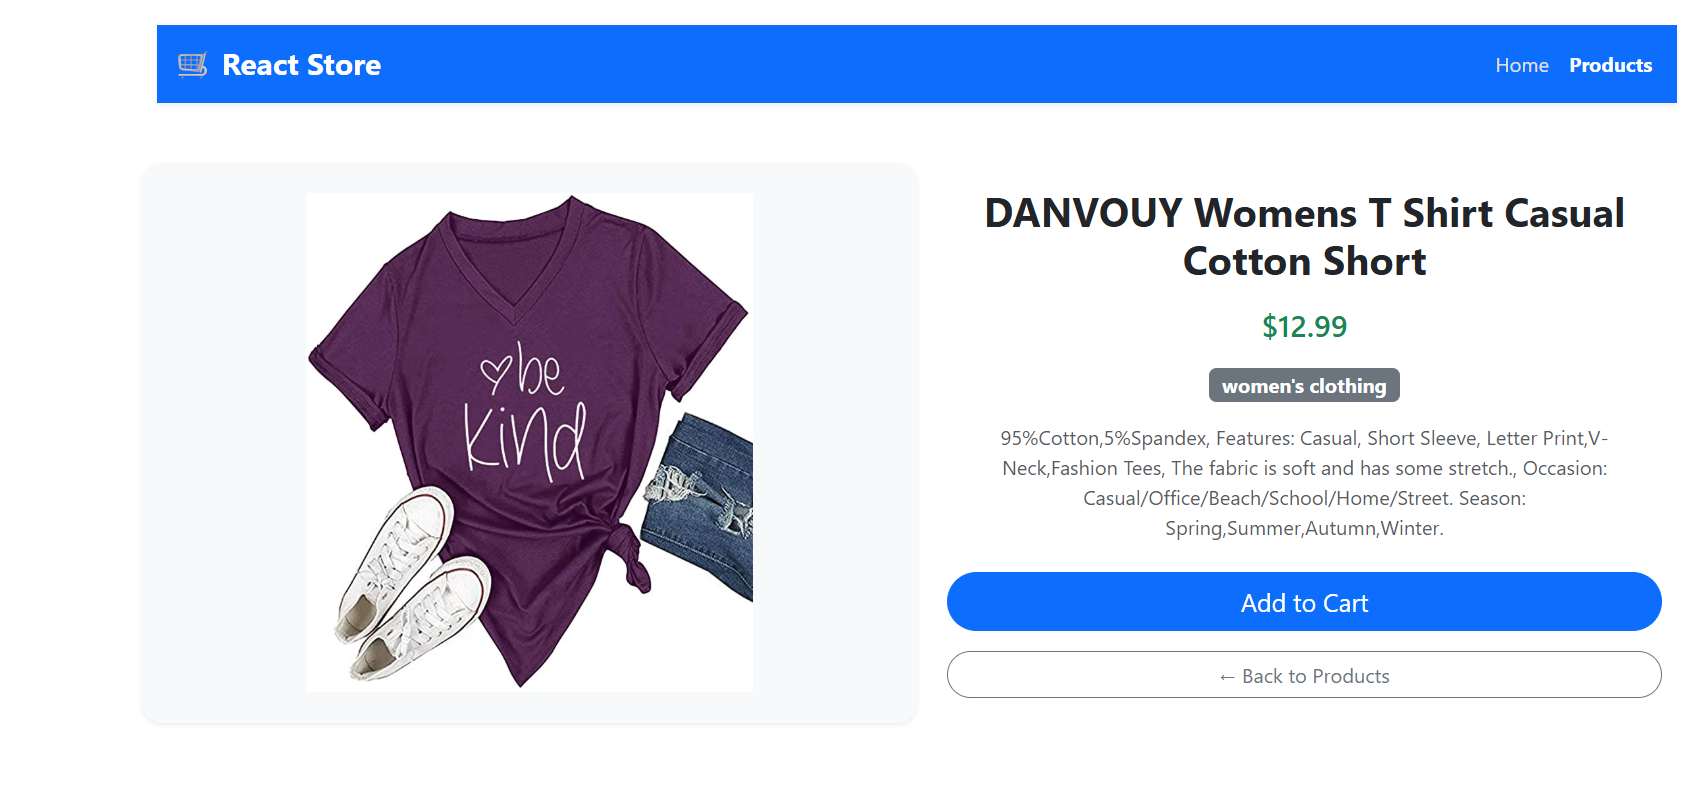 React Store
Home Products
be
kind
DANVOUY Womens T Shirt Casual
Cotton Short
$12.99
women's clothing
95%Cotton,5%Spandex, Features: Casual, Short Sleeve, Letter Print,V-
Neck,Fashion Tees, The fabric is soft and has some stretch., Occasion:
Casual/Office/Beach/School/Home/Street. Season:
Spring,Summer,Autumn,Winter.
Add to Cart
← Back to Products